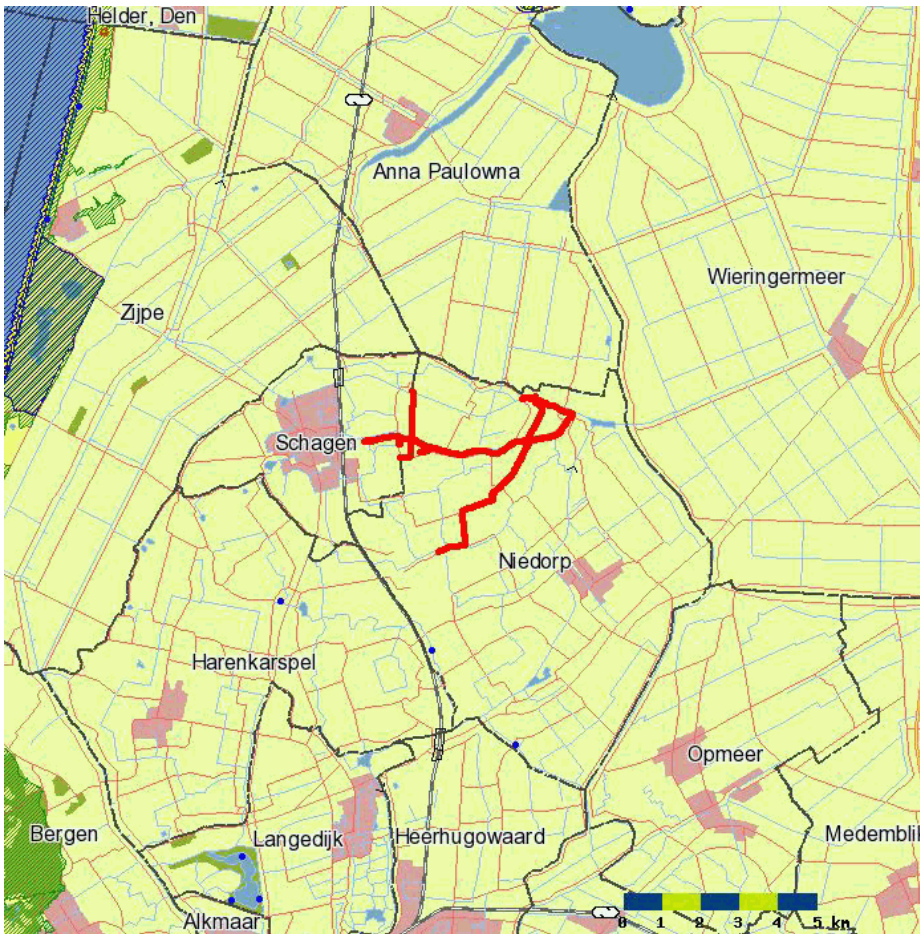 Helder, Den
Anna Paulowna
Wieringermeer
Zijpe
Schagen
Niedorp
Harenkarspel
Opmeer
Bergen
Langedijk
Heerhugowaard
Medemblik
Alkmaar
0 1 2 3 4 5 km